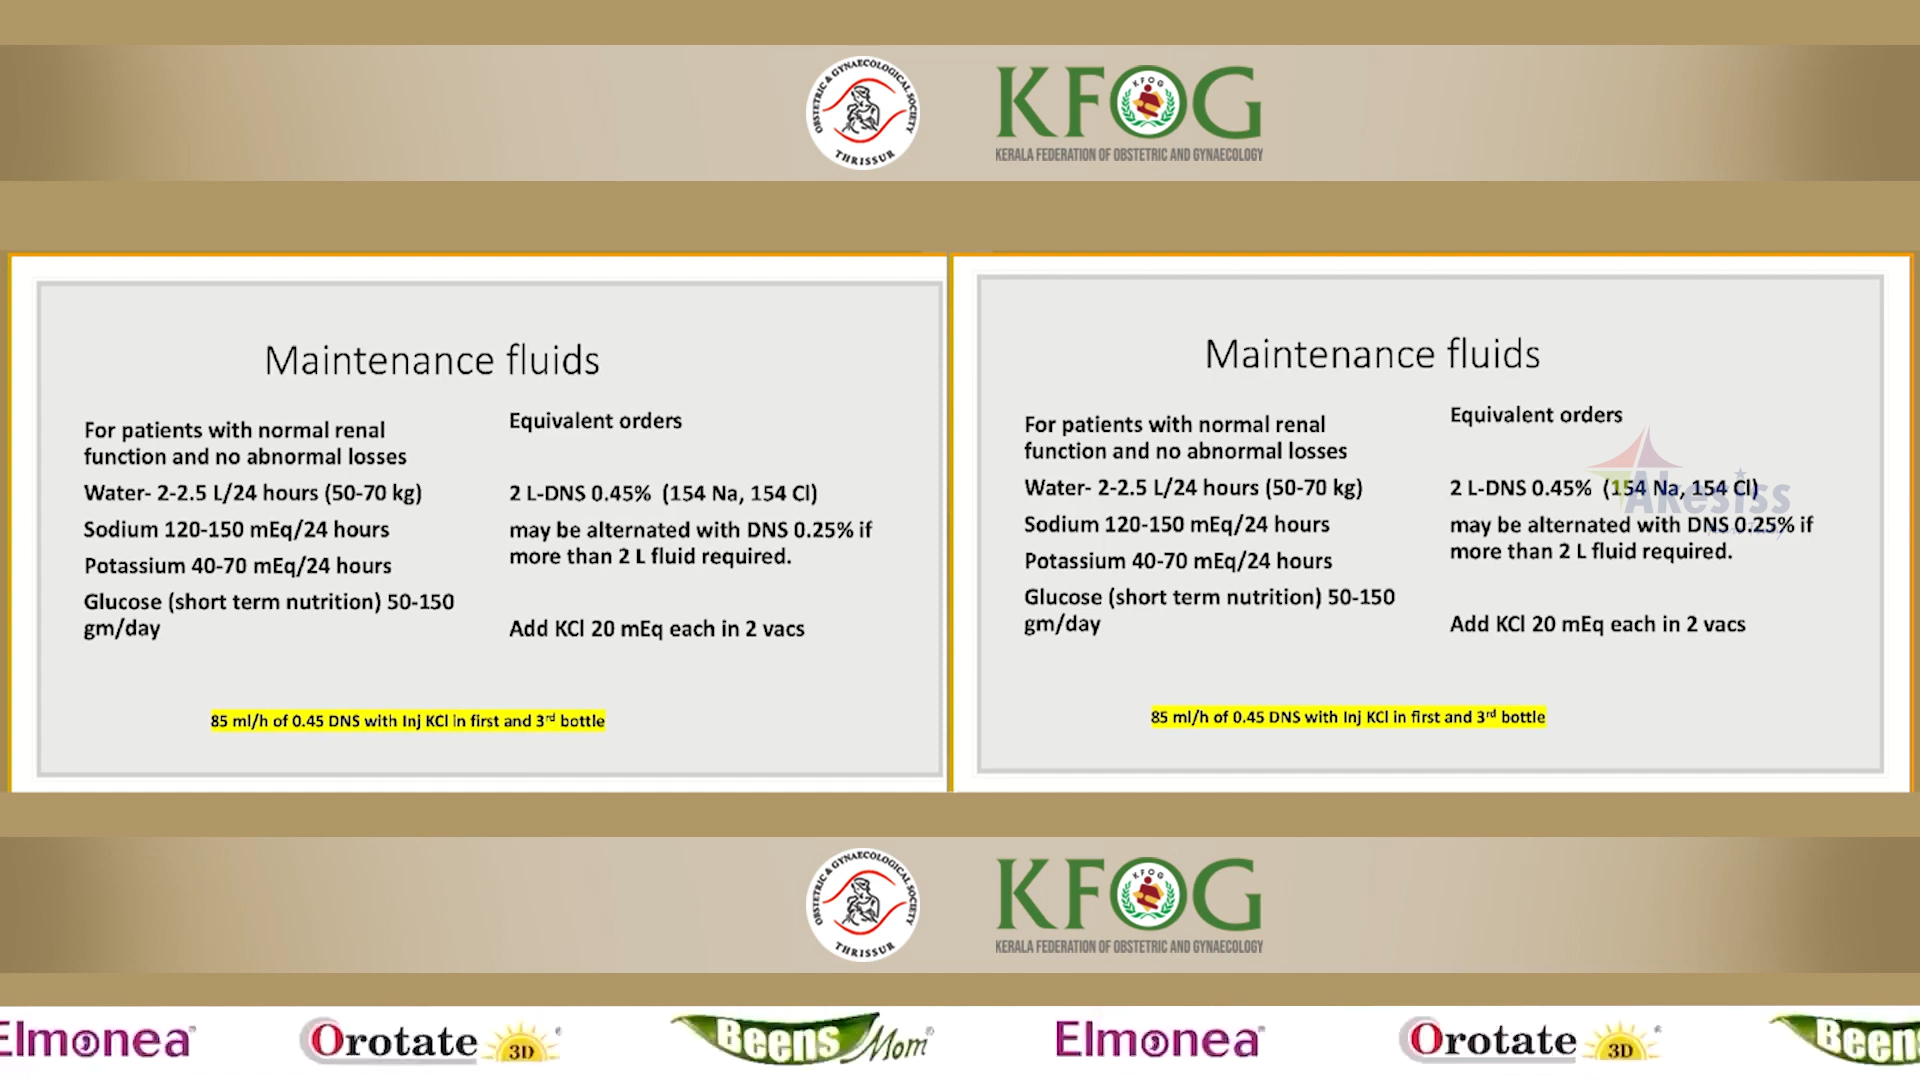 OBSTETRIC & GYNAECOLOGICAL SOCIETY
THRISSUR
KFOG
KFOG
KERALA FEDERATION OF OBSTETRIC AND GYNAECOLOGY
Maintenance fluids
For patients with normal renal
function and no abnormal losses
Water- 2-2.5 L/24 hours (50-70 kg)
Sodium 120-150 mEq/24 hours
Potassium 40-70 mEq/24 hours
Glucose (short term nutrition) 50-150
gm/day
Equivalent orders
2 L-DNS 0.45% (154 Na, 154 Cl)
may be alternated with DNS 0.25% if
more than 2 L fluid required.
Add KCl 20 mEq each in 2 vacs
85 ml/h of 0.45 DNS with Inj KCl in first and 3rd bottle
Maintenance fluids
For patients with normal renal
function and no abnormal losses
Water- 2-2.5 L/24 hours (50-70 kg)
Sodium 120-150 mEq/24 hours
Potassium 40-70 mEq/24 hours
Glucose (short term nutrition) 50-150
gm/day
Equivalent orders
2 L-DNS 0.45% (154 Na, 154 Cl)
may be alternated with DNS 0.25% if
more than 2 L fluid required.
Add KCl 20 mEq each in 2 vacs
85 ml/h of 0.45 DNS with Inj KCl in first and 3rd bottle
Akesiss
OBSTETRIC & GYNAECOLOGICAL SOCIETY
THRISSUR
KFOG
KFOG
KERALA FEDERATION OF OBSTETRIC AND GYNAECOLOGY
Elmonea® Orotate 3D® Beens Mom® Elmonea® Orotate 3D® Been